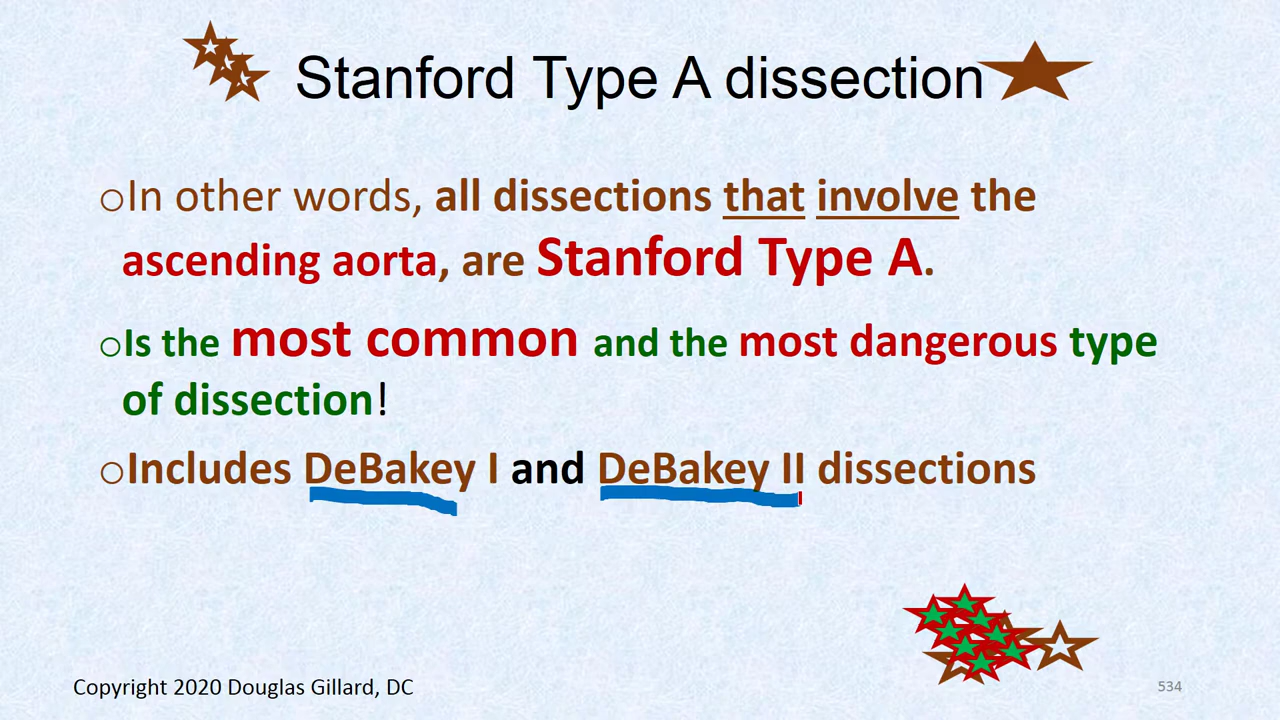 Stanford Type A dissection
○In other words, all dissections that involve the
ascending aorta, are Stanford Type A.
○Is the most common and the most dangerous type
of dissection!
○Includes DeBakey I and DeBakey II dissections
Copyright 2020 Douglas Gillard, DC
534